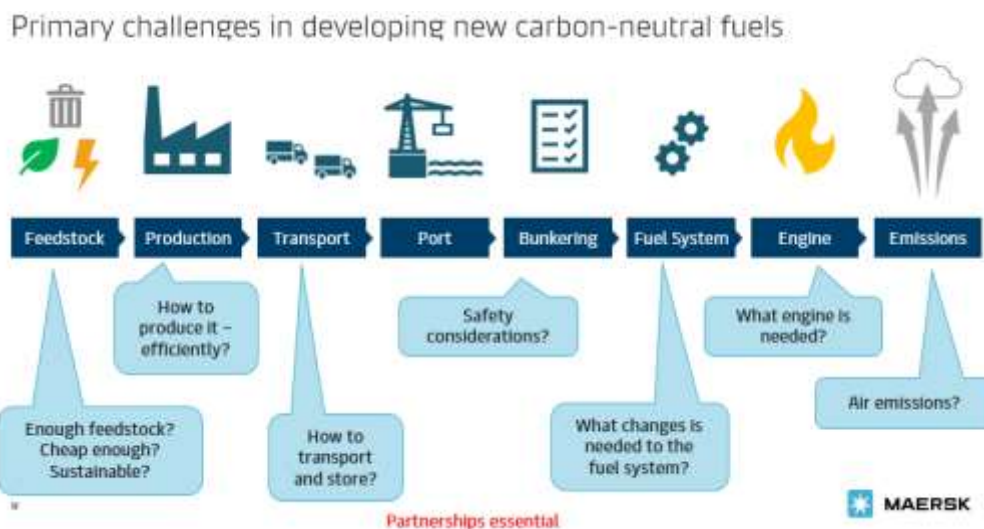 Primary challenges in developing new carbon-neutral fuels
Feedstock
Production
Transport
Port
Bunkering
Fuel System
Engine
Emissions
How to
produce it –
efficiently?
Safety
considerations?
What engine is
needed?
Enough feedstock?
Cheap enough?
Sustainable?
How to
transport
and store?
What changes is
needed to the
fuel system?
Air emissions?
MAERSK
Partnerships essential